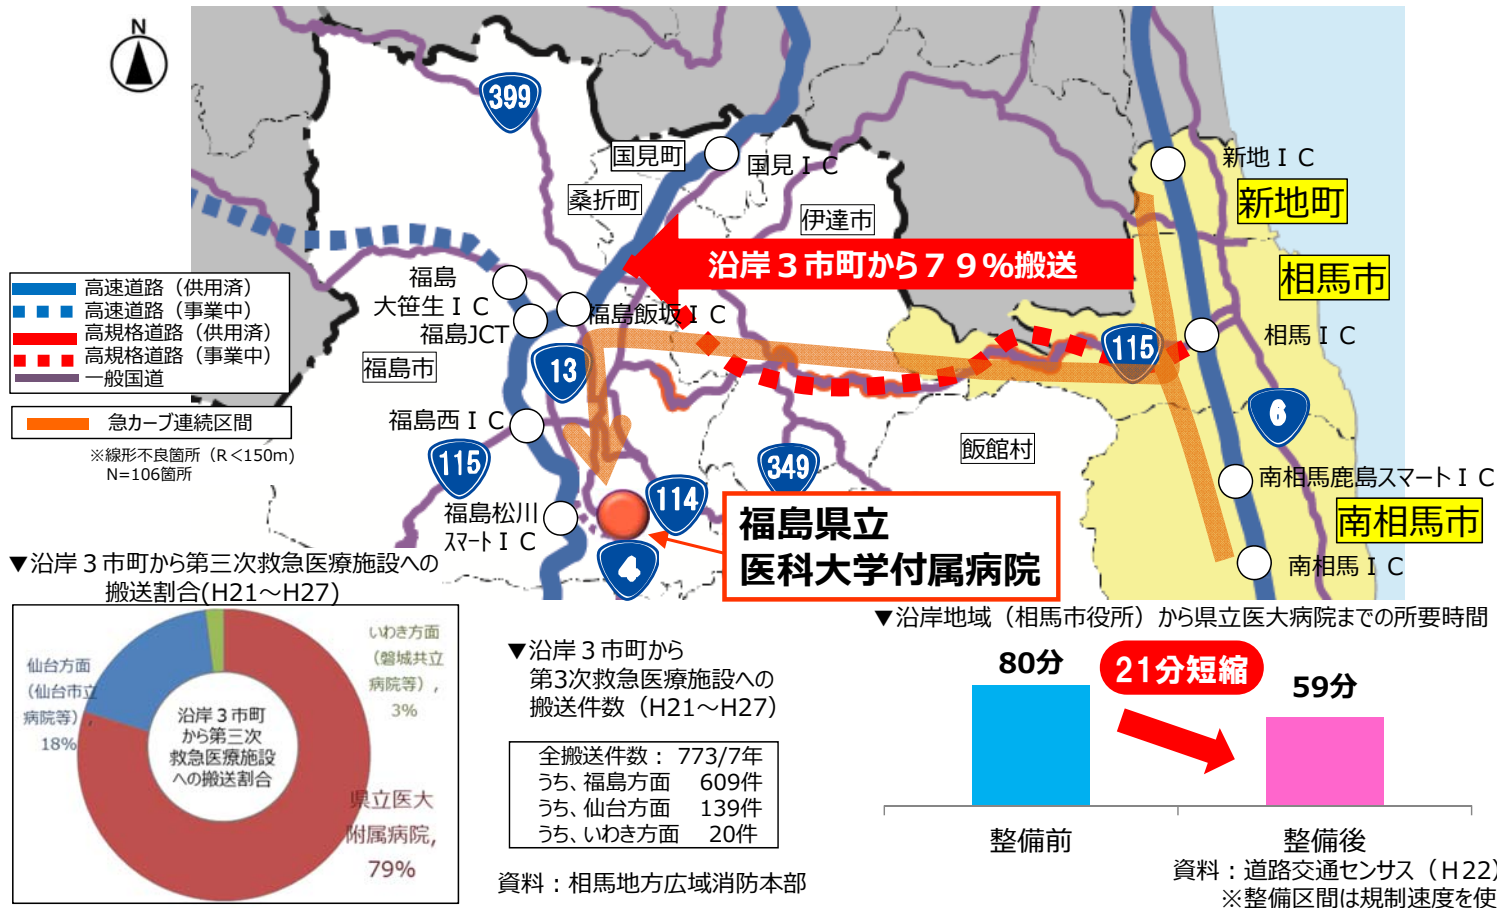 N
399
国見町
国見ＩＣ
桑折町
伊達市
新地ＩＣ
新地町
沿岸３市町から７９％搬送
相馬市
福島
大笹生ＩＣ
福島JCT
福島飯坂ＩＣ
相馬ＩＣ
115
高速道路（供用済）
高速道路（事業中）
高規格道路（供用済）
高規格道路（事業中）
一般国道
急カーブ連続区間
※線形不良箇所（R＜150m）
N=106箇所
福島市
13
6
福島西ＩＣ
115
飯館村
349
南相馬鹿島スマートＩＣ
南相馬市
114
福島松川
ｽﾏｰﾄＩＣ
4
福島県立
医科大学付属病院
南相馬ＩＣ
▼沿岸３市町から第三次救急医療施設への
搬送割合(H21～H27)
仙台方面
（仙台市立
病院等）,
18%
いわき方面
（磐城共立
病院等）,
3%
沿岸３市町
から第三次
救急医療施設
への搬送割合
県立医大
附属病院,
79%
▼沿岸３市町から
第3次救急医療施設への
搬送件数（H21～H27）
全搬送件数： 773/7年
うち、福島方面 609件
うち、仙台方面 139件
うち、いわき方面 20件
資料：相馬地方広域消防本部
▼沿岸地域（相馬市役所）から県立医大病院までの所要時間
80分
21分短縮
59分
整備前
整備後
資料：道路交通センサス（H22）
※整備区間は規制速度を使